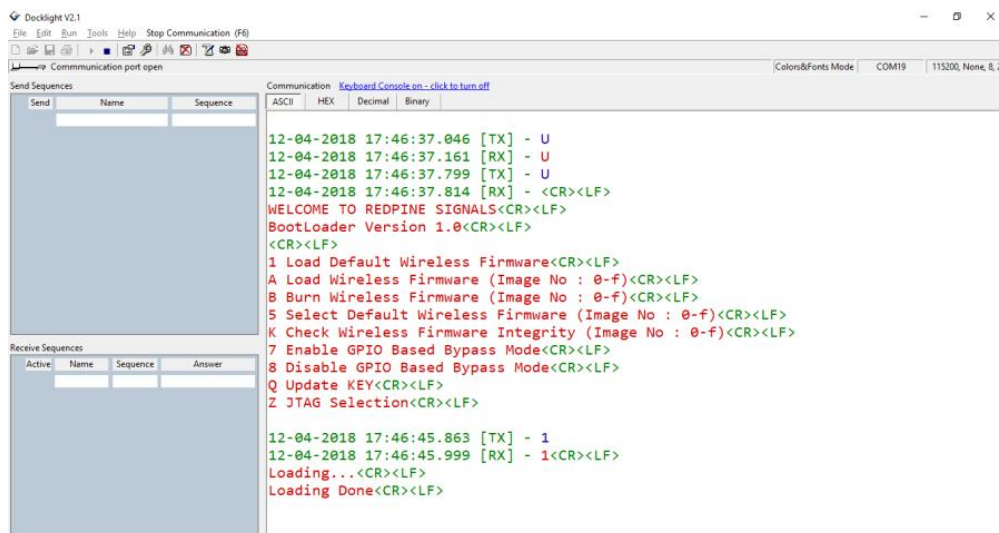 Docklight V2.1
File Edit Run Tools Help Stop Communication (F6)
Commmunication port open
Colors&Fonts Mode COM19 115200, None, 8,
Send Sequences
Send Name Sequence
Communication Keyboard Console on - click to turn off
ASCII HEX Decimal Binary
12-04-2018 17:46:37.046 [TX] - U
12-04-2018 17:46:37.161 [RX] - U
12-04-2018 17:46:37.799 [TX] - U
12-04-2018 17:46:37.814 [RX] - <CR><LF>
WELCOME TO REDPINE SIGNALS<CR><LF>
BootLoader Version 1.0<CR><LF>
<CR><LF>
1 Load Default Wireless Firmware<CR><LF>
A Load Wireless Firmware (Image No : 0-f)<CR><LF>
B Burn Wireless Firmware (Image No : 0-f)<CR><LF>
5 Select Default Wireless Firmware (Image No : 0-f)<CR><LF>
K Check Wireless Firmware Integrity (Image No : 0-f)<CR><LF>
7 Enable GPIO Based Bypass Mode<CR><LF>
8 Disable GPIO Based Bypass Mode<CR><LF>
Q Update KEY<CR><LF>
Z JTAG Selection<CR><LF>
12-04-2018 17:46:45.863 [TX] - 1
12-04-2018 17:46:45.999 [RX] - 1<CR><LF>
Loading...<CR><LF>
Loading Done<CR><LF>
Receive Sequences
Active Name Sequence Answer